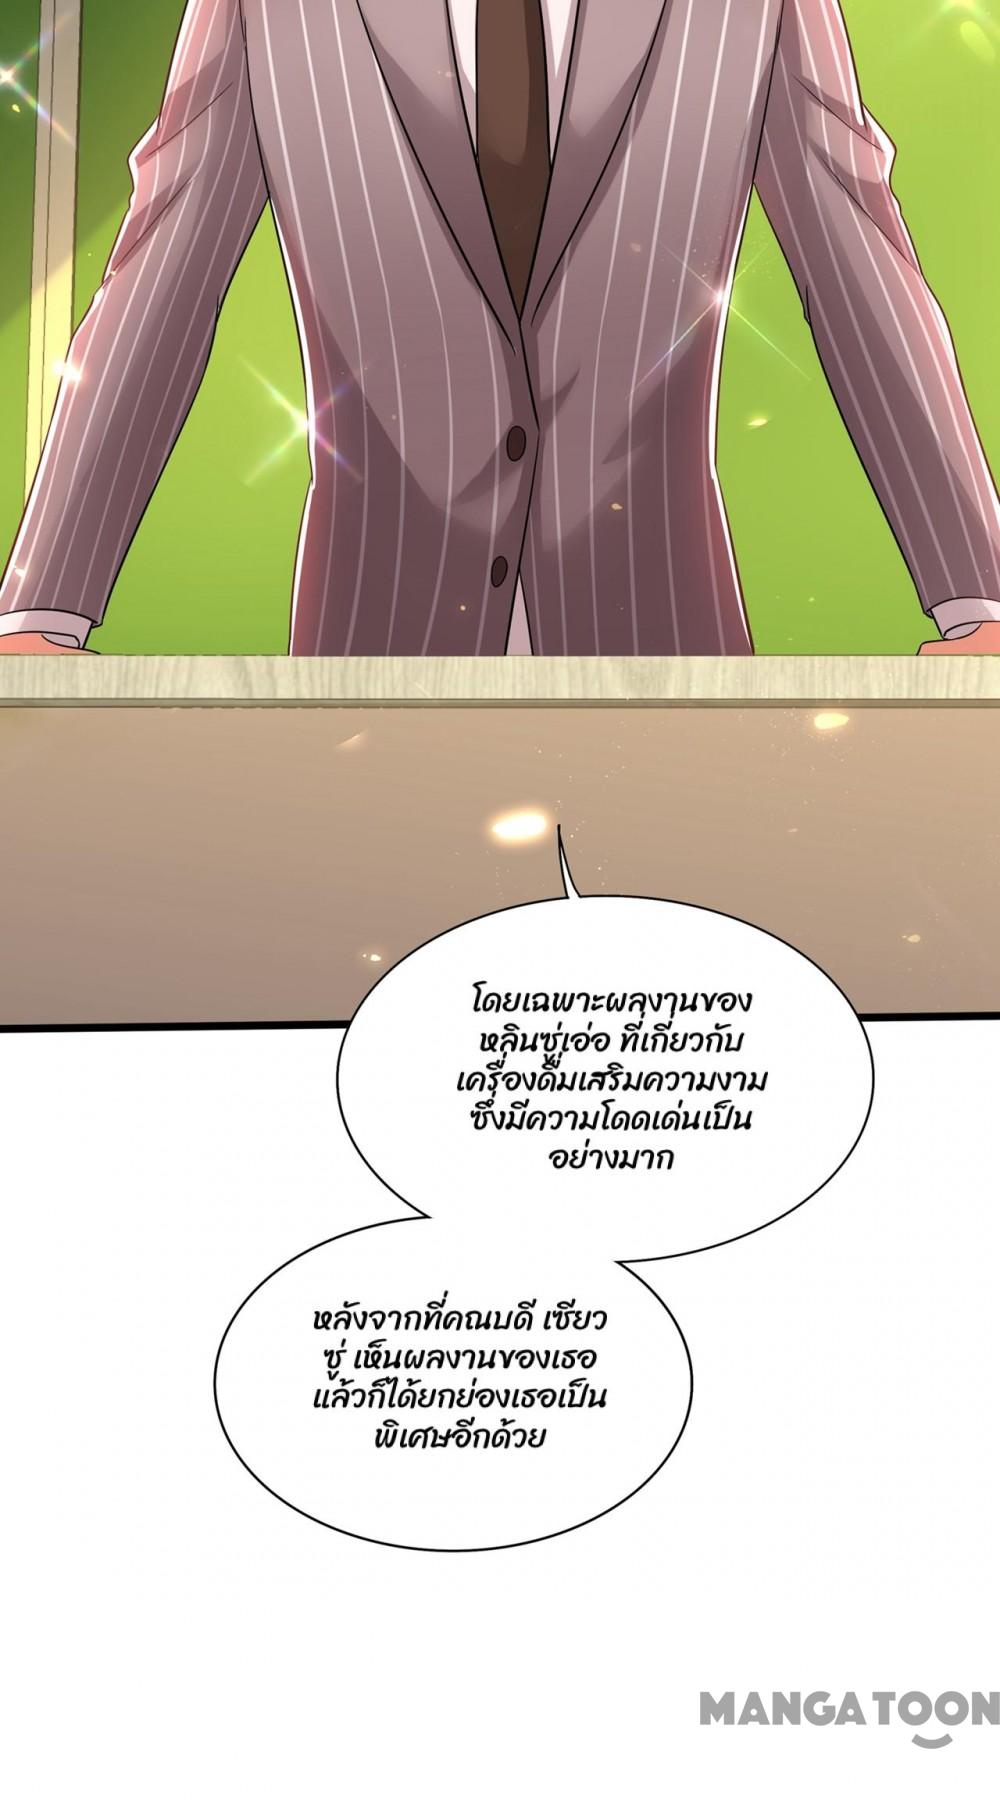 โดยเฉพาะผลงานของ
หลินซู่เอ่อ ที่เกี่ยวกับ
เครื่องดื่มเสริมความงาม
ซึ่งมีความโดดเด่นเป็น
อย่างมาก
หลังจากที่คณบดี เซียว
ซู่ เห็นผลงานของเธอ
แล้วก็ได้ยกย่องเธอเป็น
พิเศษอีกด้วย
MANGATOON